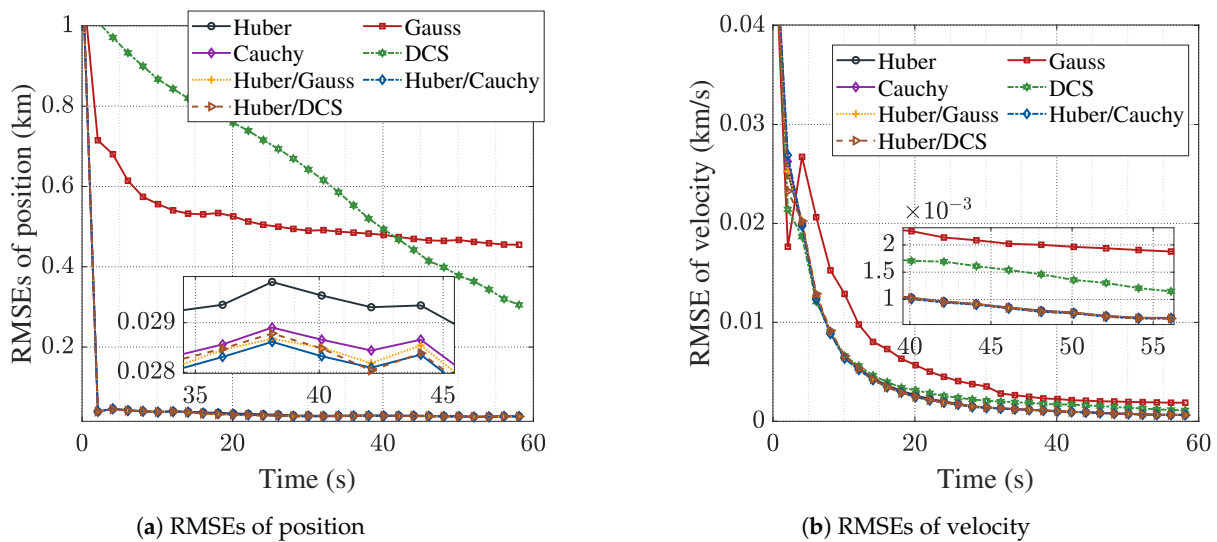 RMSEs of position (km)
1
0.8
0.6
0.4
0.2
Huber
Gauss
Cauchy
DCS
Huber/Gauss
Huber/Cauchy
Huber/DCS
0.029
0.028
35 40 45
0 20 40 60
Time (s)
(a) RMSEs of position
RMSE of velocity (km/s)
0.04
0.03
0.02
0.01
0
Huber
Gauss
Cauchy
DCS
Huber/Gauss
Huber/Cauchy
Huber/DCS
×10⁻³
2
1.5
1
40 45 50 55
0 20 40 60
Time (s)
(b) RMSEs of velocity